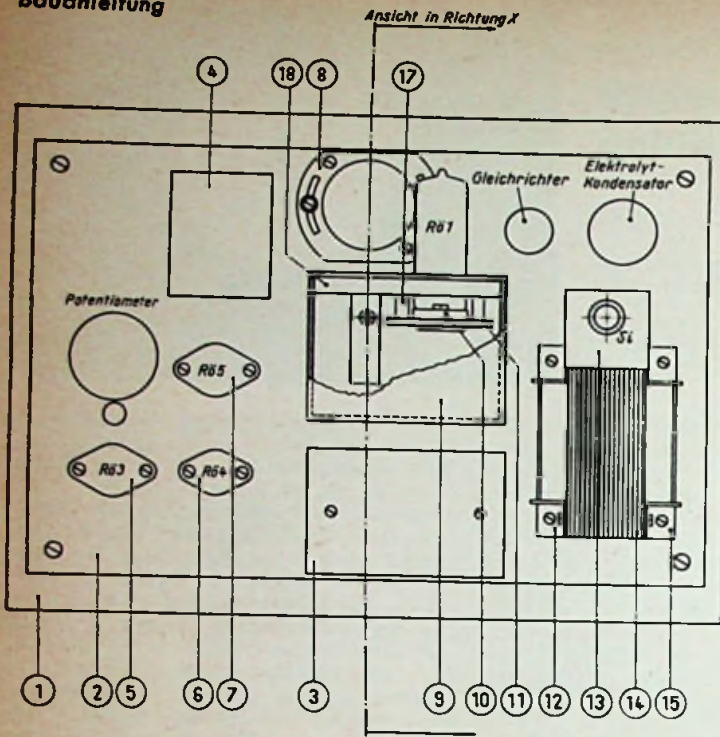 Bauanleitung
Ansicht in Richtung X
4
18
8
17
Gleichrichter
Elektrolyt-
Kondensator
Rö1
Potentiometer
Si
Rö5
Rö3
Rö4
1
2
5
6
7
3
9
10
11
12
13
14
15